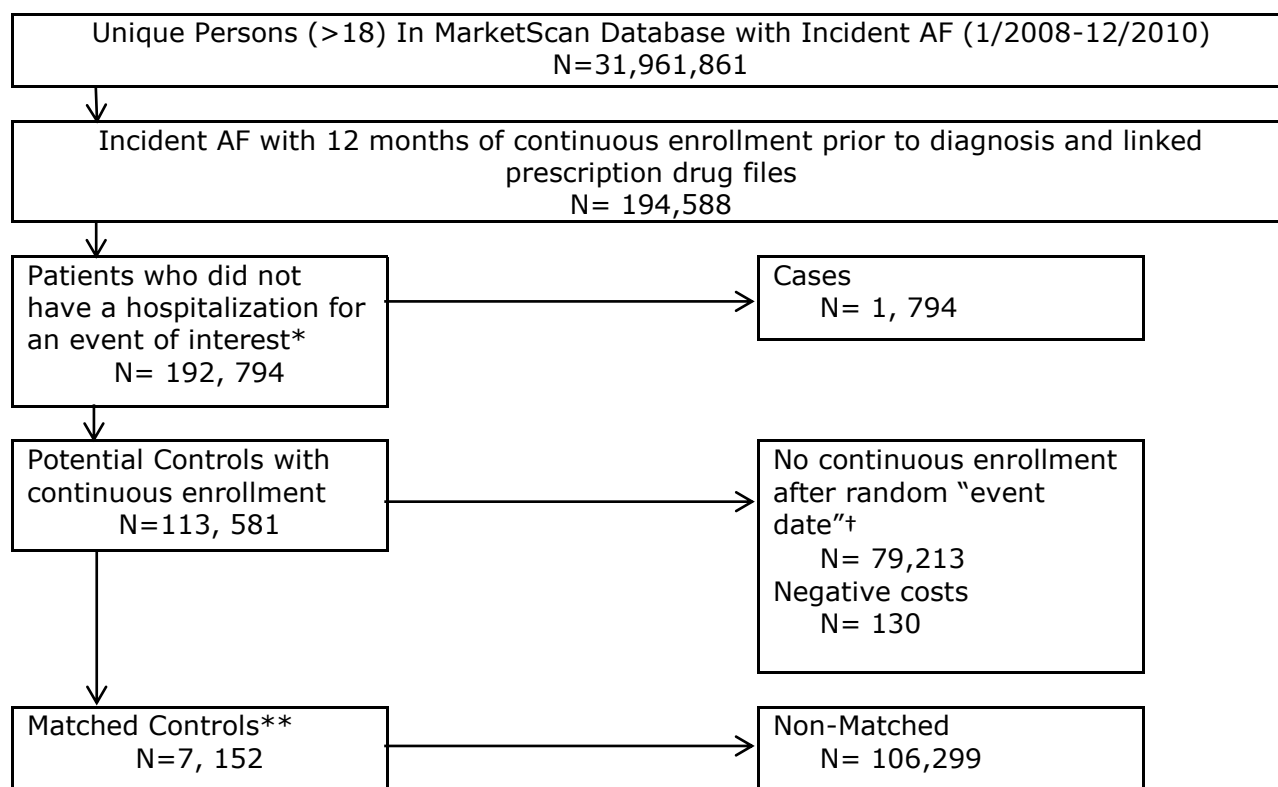 Unique Persons (>18) In MarketScan Database with Incident AF (1/2008-12/2010)
N=31,961,861
Incident AF with 12 months of continuous enrollment prior to diagnosis and linked
prescription drug files
N= 194,588
Patients who did not
have a hospitalization for
an event of interest*
N= 192, 794
Cases
N= 1, 794
Potential Controls with
continuous enrollment
N=113, 581
No continuous enrollment
after random “event
date”†
N= 79,213
Negative costs
N= 130
Matched Controls**
N=7, 152
Non-Matched
N= 106,299